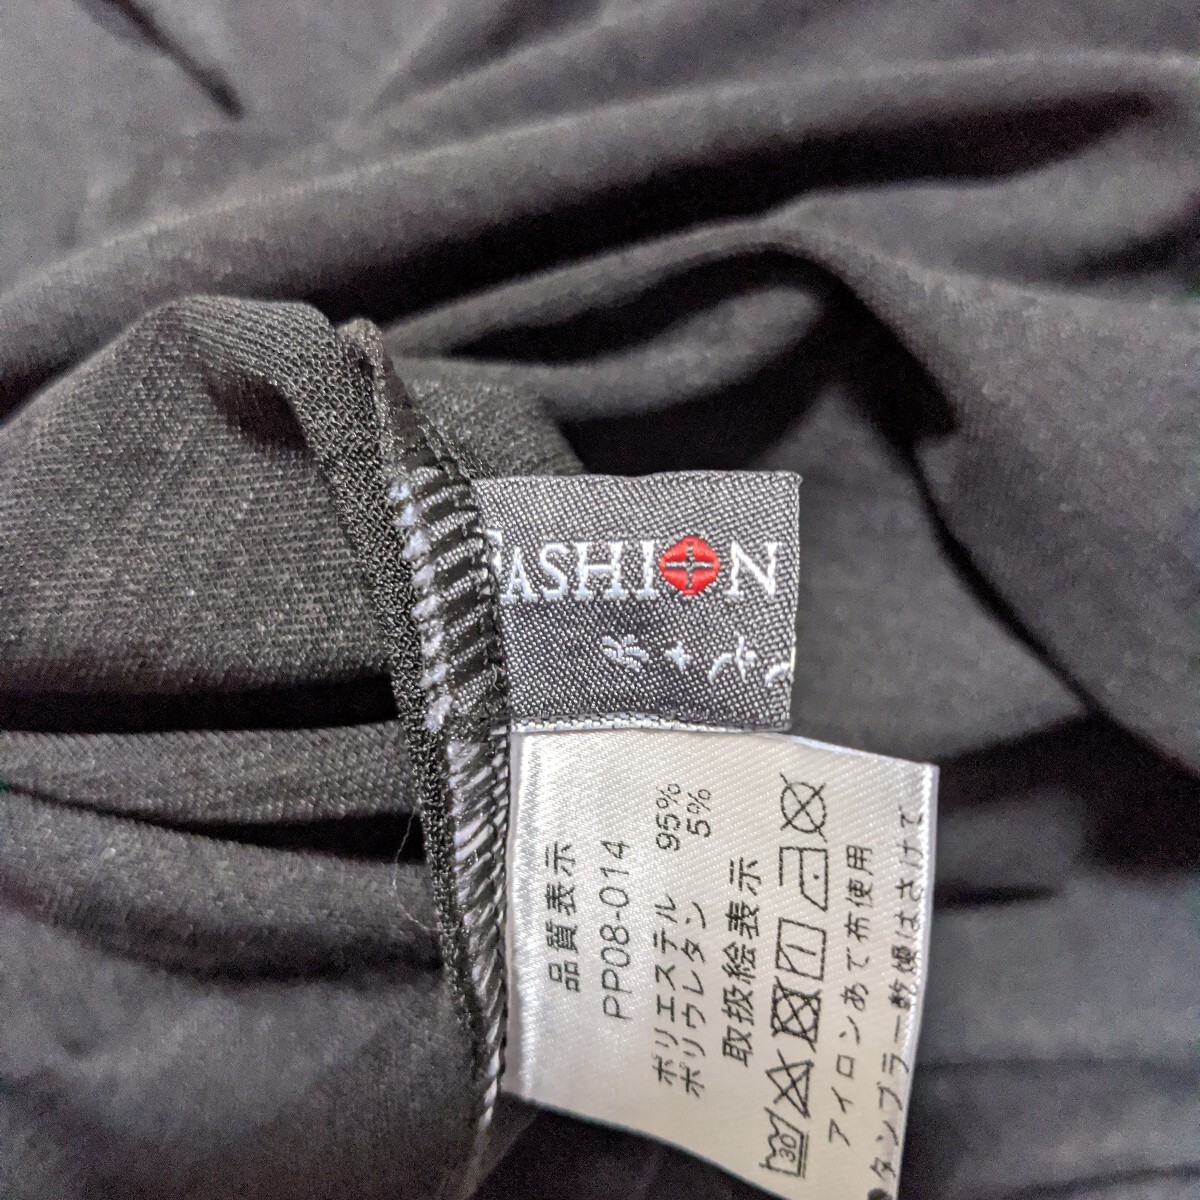 FASHION
品質表示
PP08-014
ポリエステル 95%
ポリウレタン 5%
取扱絵表示
30
アイロンあて布使用
●タンブラー乾燥はさけて